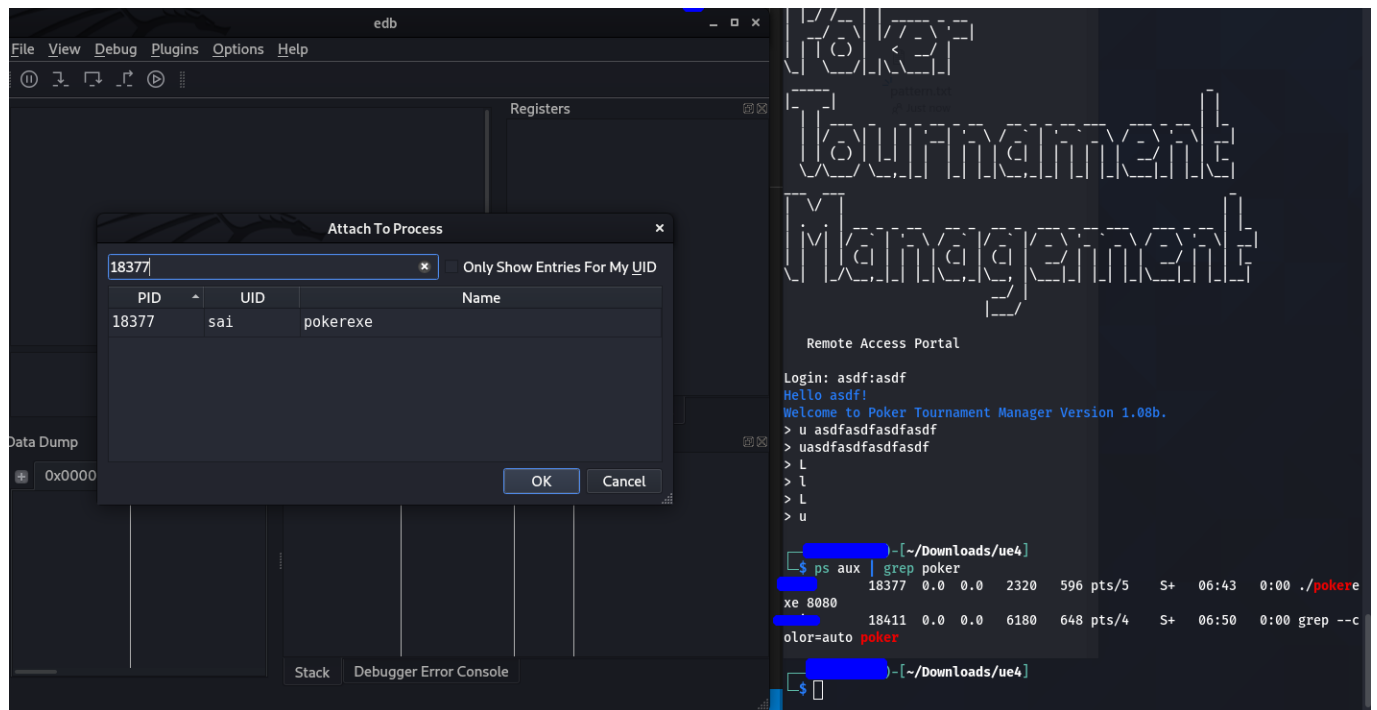 edb
File View Debug Plugins Options Help
Registers
Attach To Process
18377
Only Show Entries For My UID
PID UID Name
18377 sai pokerexe
OK Cancel
Data Dump
0x0000
Stack Debugger Error Console
Poker
Tournament
Management
Remote Access Portal
Login: asdf:asdf
Hello asdf!
Welcome to Poker Tournament Manager Version 1.08b.
> u asdfasdfasdfasdf
> uasdfasdfasdfasdf
> L
> l
> L
> u
)-[~/Downloads/ue4]
$ ps aux | grep poker
18377 0.0 0.0 2320 596 pts/5 S+ 06:43 0:00 ./pokere
xe 8080
18411 0.0 0.0 6180 648 pts/4 S+ 06:50 0:00 grep --c
olor=auto poker
)-[~/Downloads/ue4]
$